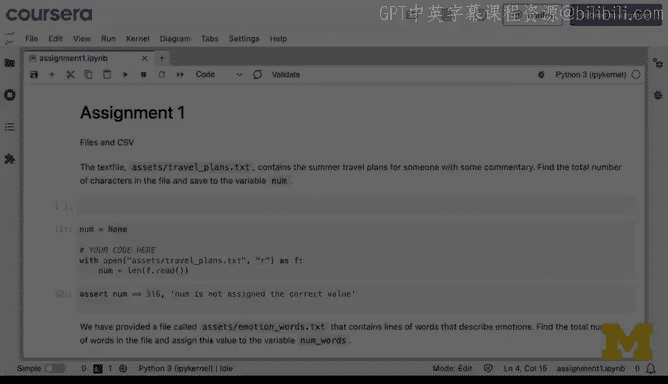 coursera
GPT中英字幕课程资源@bilibili.com
File Edit View Run Kernel Diagram Tabs Settings Help
assignment1.ipynb
Code
Validate
Python 3 (ipykernel)
Assignment 1
Files and CSV
The textfile, assets/travel_plans.txt, contains the summer travel plans for someone with some commentary. Find the total number
of characters in the file and save to the variable num.
[ ]:
[1]: num = None
# YOUR CODE HERE
with open("assets/travel_plans.txt", "r") as f:
num = len(f.read())
[2]: assert num == 316, 'num is not assigned the correct value'
We have provided a file called assets/emotion_words.txt that contains lines of words that describe emotions. Find the total
of words in the file and assign this value to the variable num_words.
M
Simple 0 1 Python 3 (ipykernel) | Idle Mode: Edit Ln 4, Col 15 assignment1.ipynb 0